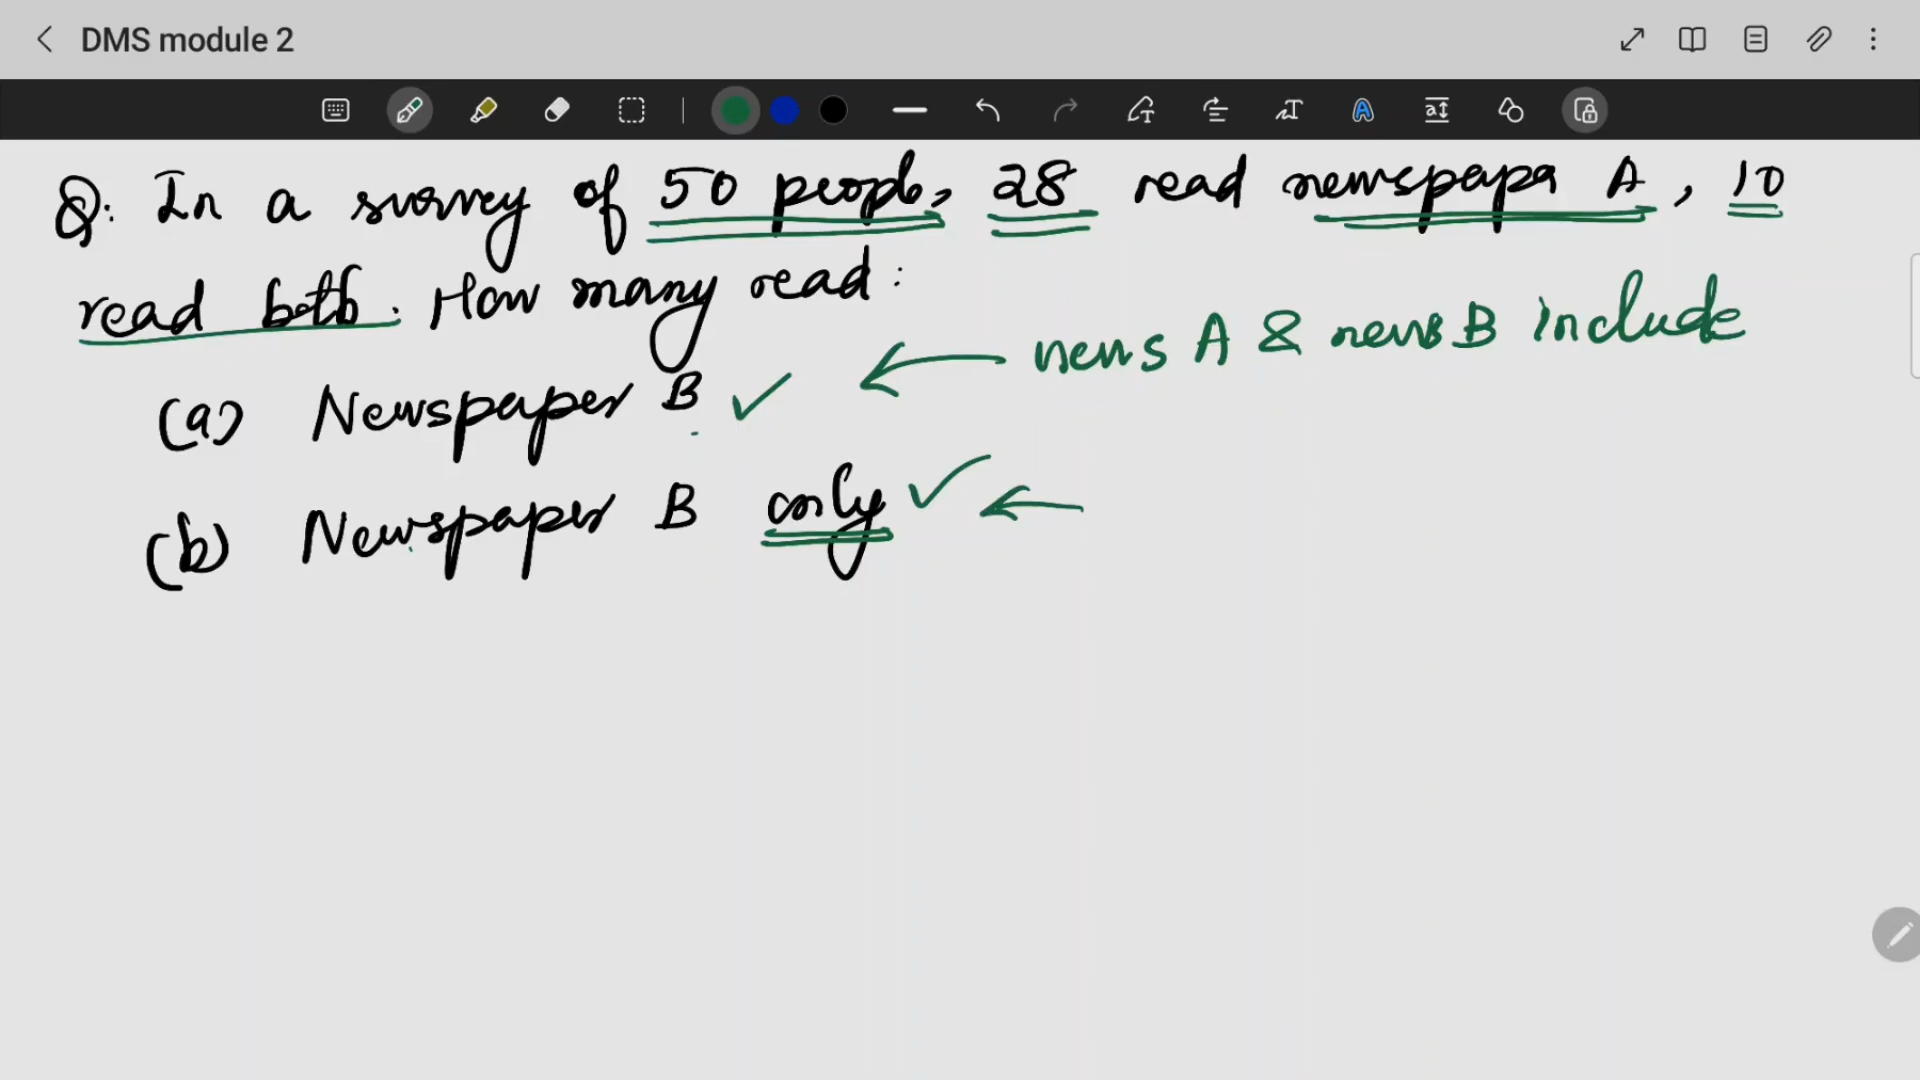 DMS module 2
Q: In a survey of 50 people, 28 read newspaper A, 10
read both. How many read:
news A & news B include
(a) Newspaper B ✓
(b) Newspaper B only ✓